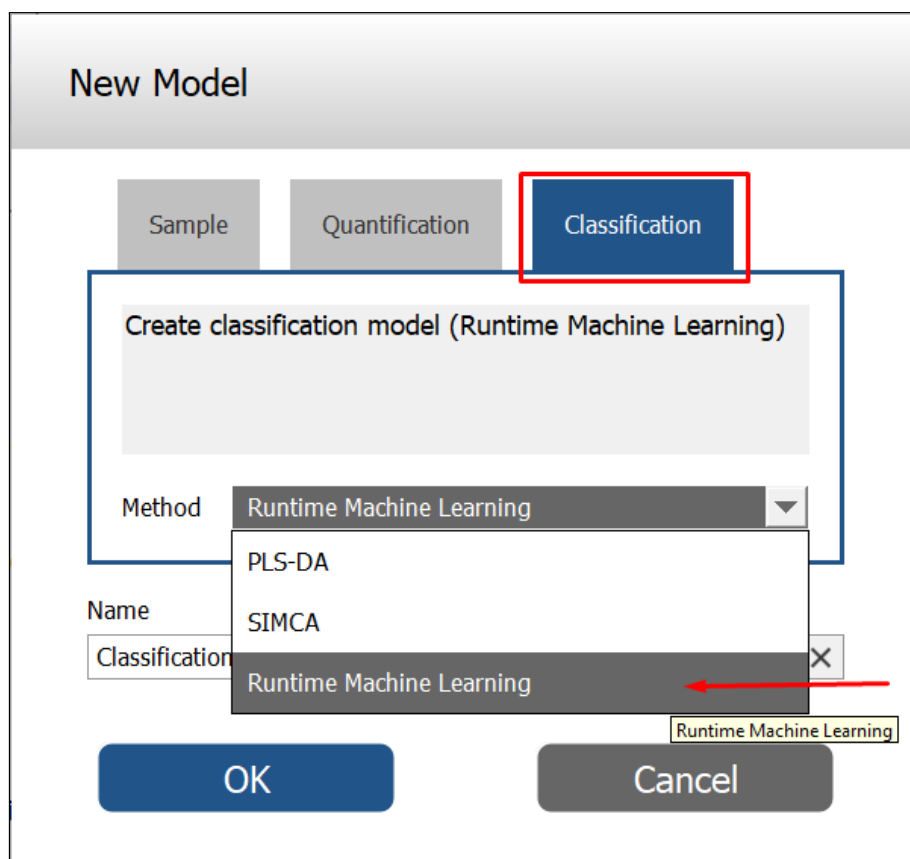 New Model
Sample
Quantification
Classification
Create classification model (Runtime Machine Learning)
Method
Runtime Machine Learning
PLS-DA
Name
SIMCA
Classification
Runtime Machine Learning
Runtime Machine Learning
OK
Cancel